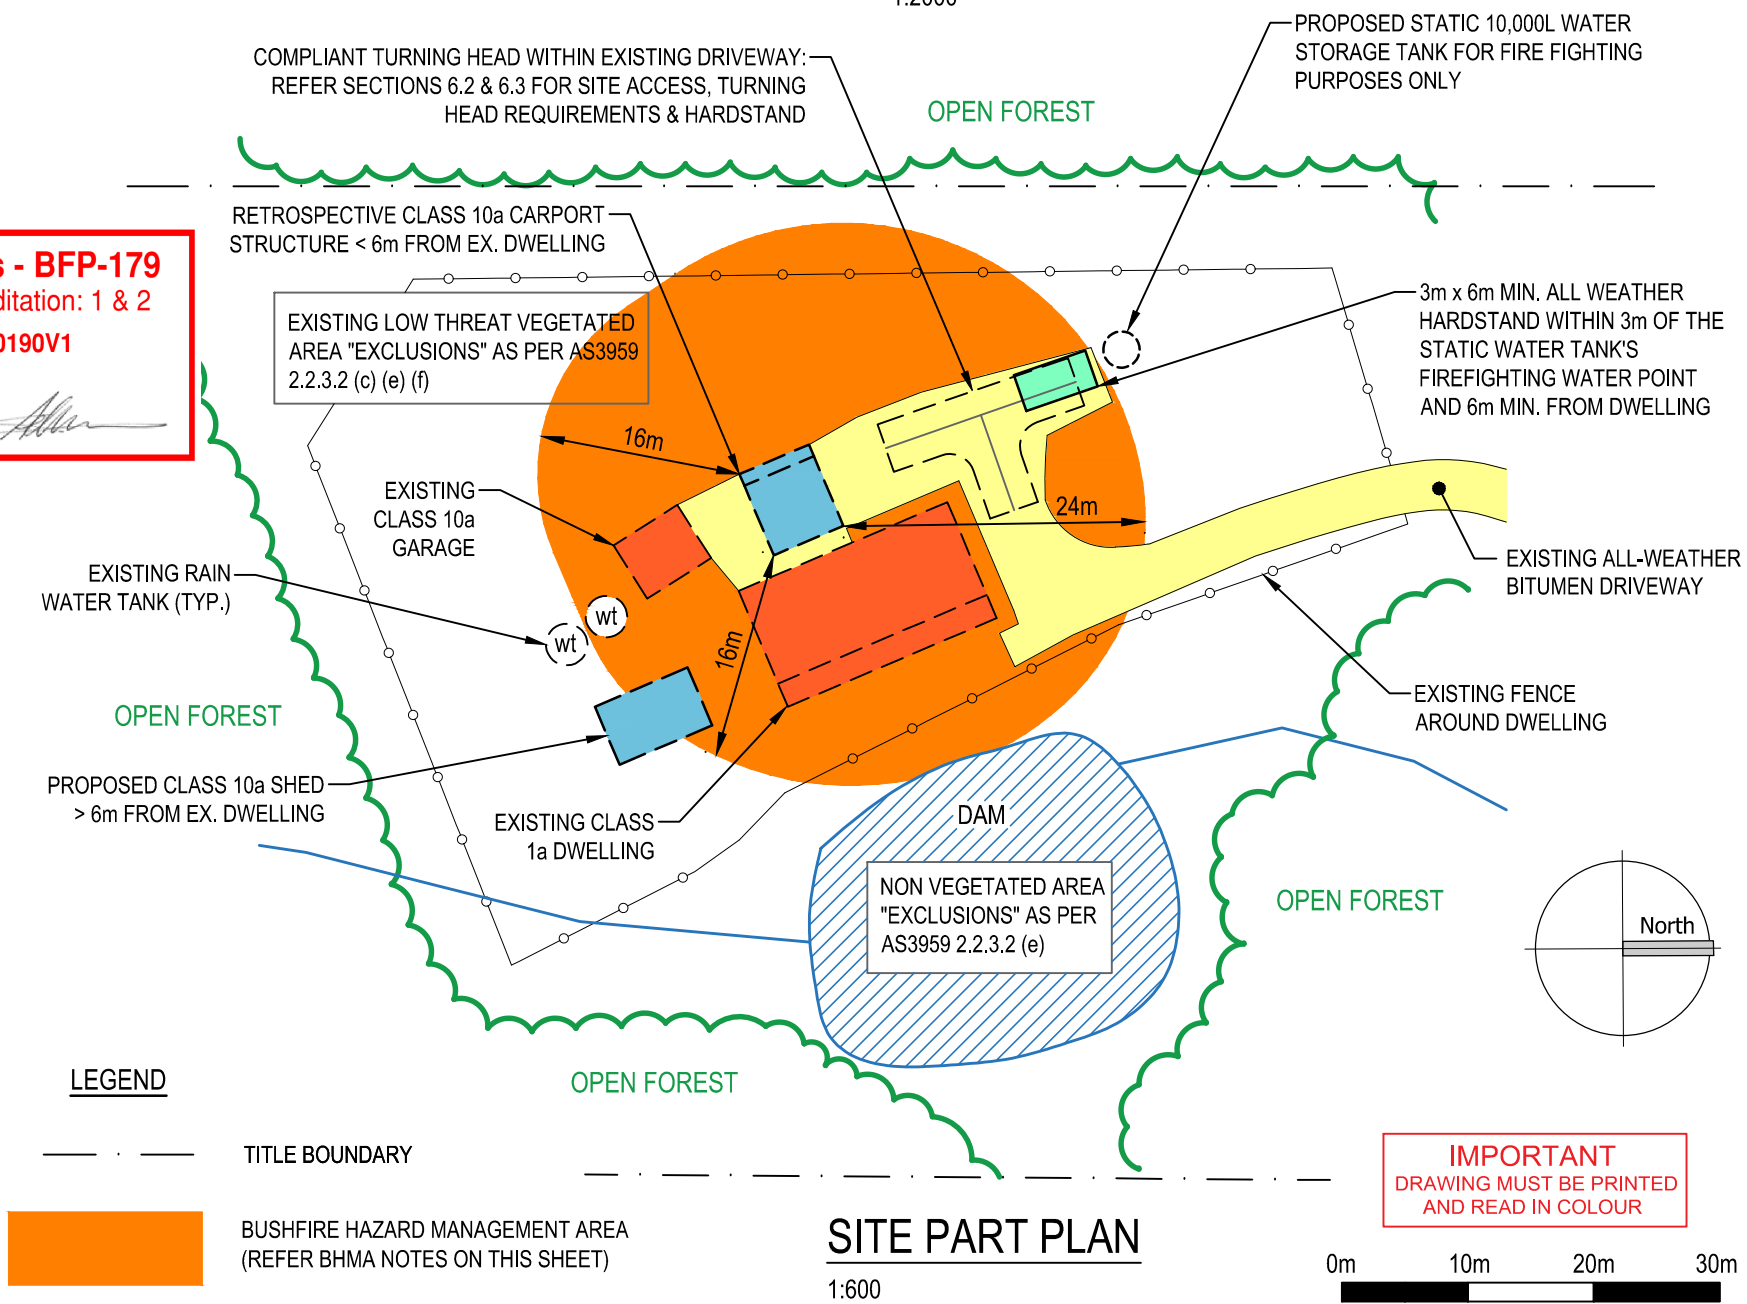 COMPLIANT TURNING HEAD WITHIN EXISTING DRIVEWAY:
REFER SECTIONS 6.2 & 6.3 FOR SITE ACCESS, TURNING
HEAD REQUIREMENTS & HARDSTAND
PROPOSED STATIC 10,000L WATER
STORAGE TANK FOR FIRE FIGHTING
PURPOSES ONLY
OPEN FOREST
RETROSPECTIVE CLASS 10a CARPORT
STRUCTURE < 6m FROM EX. DWELLING
- BFP-179
ditation: 1 & 2
0190V1
EXISTING LOW THREAT VEGETATED
AREA "EXCLUSIONS" AS PER AS3959
2.2.3.2 (c) (e) (f)
3m x 6m MIN. ALL WEATHER
HARDSTAND WITHIN 3m OF THE
STATIC WATER TANK'S
FIREFIGHTING WATER POINT
AND 6m MIN. FROM DWELLING
16m
24m
16m
EXISTING
CLASS 10a
GARAGE
EXISTING RAIN
WATER TANK (TYP.)
wt
wt
EXISTING ALL-WEATHER
BITUMEN DRIVEWAY
OPEN FOREST
EXISTING FENCE
AROUND DWELLING
PROPOSED CLASS 10a SHED
> 6m FROM EX. DWELLING
EXISTING CLASS
1a DWELLING
DAM
NON VEGETATED AREA
"EXCLUSIONS" AS PER
AS3959 2.2.3.2 (e)
OPEN FOREST
North
OPEN FOREST
LEGEND
TITLE BOUNDARY
BUSHFIRE HAZARD MANAGEMENT AREA
(REFER BHMA NOTES ON THIS SHEET)
SITE PART PLAN
1:600
IMPORTANT
DRAWING MUST BE PRINTED
AND READ IN COLOUR
0m 10m 20m 30m